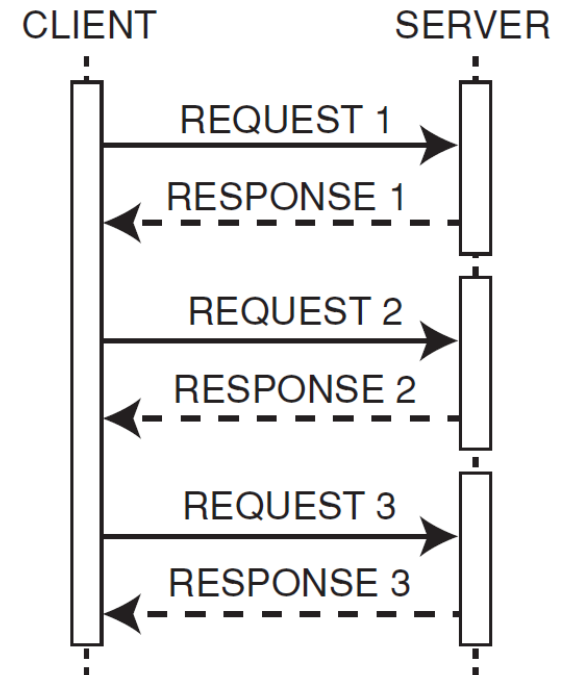 CLIENT SERVER
REQUEST 1
RESPONSE 1
REQUEST 2
RESPONSE 2
REQUEST 3
RESPONSE 3